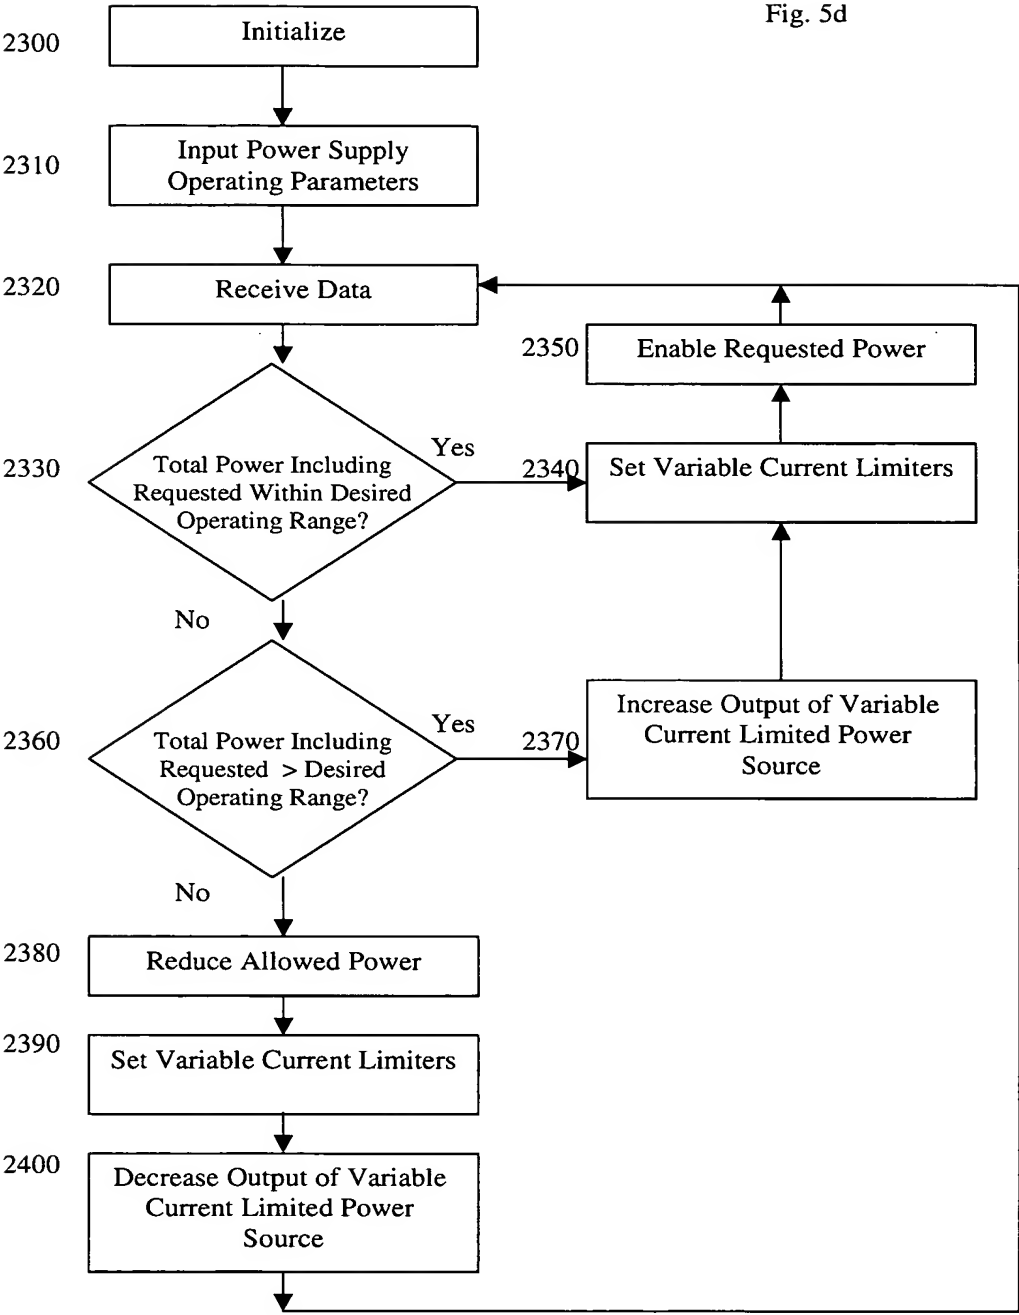 Fig. 5d
2300
Initialize
2310
Input Power Supply
Operating Parameters
2320
Receive Data
2350
Enable Requested Power
2330
Total Power Including
Requested Within Desired
Operating Range?
Yes
2340
Set Variable Current Limiters
No
2360
Total Power Including
Requested > Desired
Operating Range?
Yes
2370
Increase Output of Variable
Current Limited Power
Source
No
2380
Reduce Allowed Power
2390
Set Variable Current Limiters
2400
Decrease Output of Variable
Current Limited Power
Source